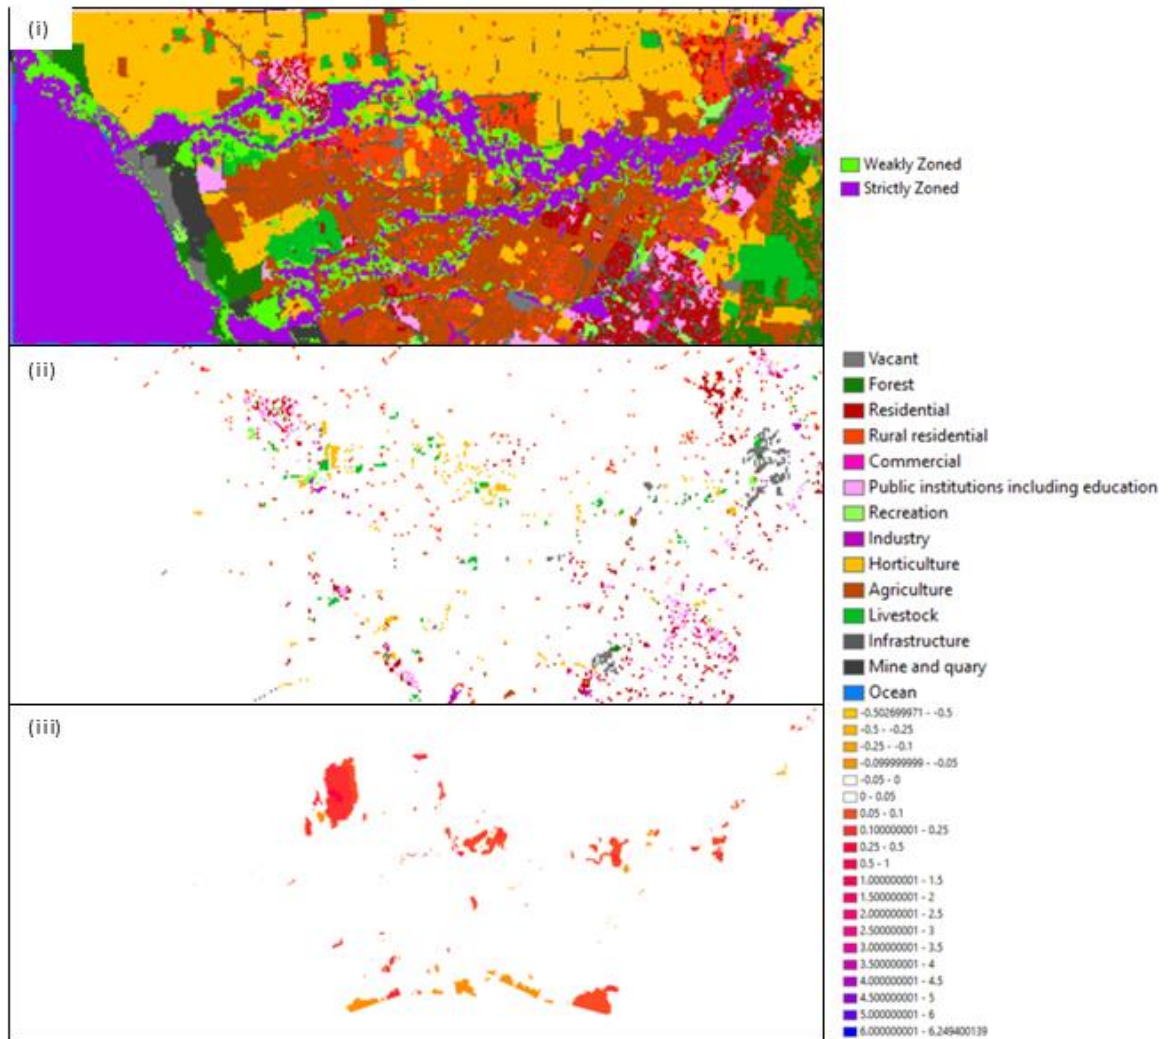 (i)
Weakly Zoned
Strictly Zoned
(ii)
Vacant
Forest
Residential
Rural residential
Commercial
Public institutions including education
Recreation
Industry
Horticulture
Agriculture
Livestock
Infrastructure
Mine and quary
Ocean
(iii)
-0.502699971 - -0.5
-0.5 - -0.25
-0.25 - -0.1
-0.099999999 - -0.05
-0.05 - 0
0 - 0.05
0.05 - 0.1
0.10000001 - 0.25
0.25 - 0.5
0.5 - 1
1.000000001 - 1.5
1.500000001 - 2
2.000000001 - 2.5
2.500000001 - 3
3.000000001 - 3.5
3.500000001 - 4
4.000000001 - 4.5
4.500000001 - 5
5.000000001 - 6
6.000000001 - 6.249400139